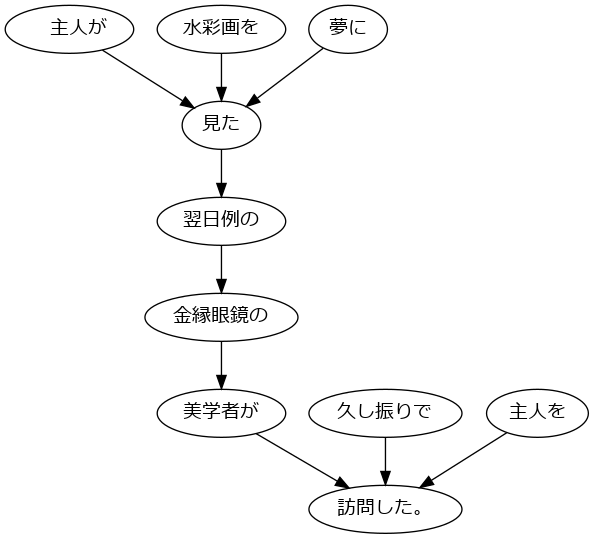 主人が 水彩画を 夢に
見た
翌日例の
金縁眼鏡の
美学者が 久し振りで 主人を
訪問した。